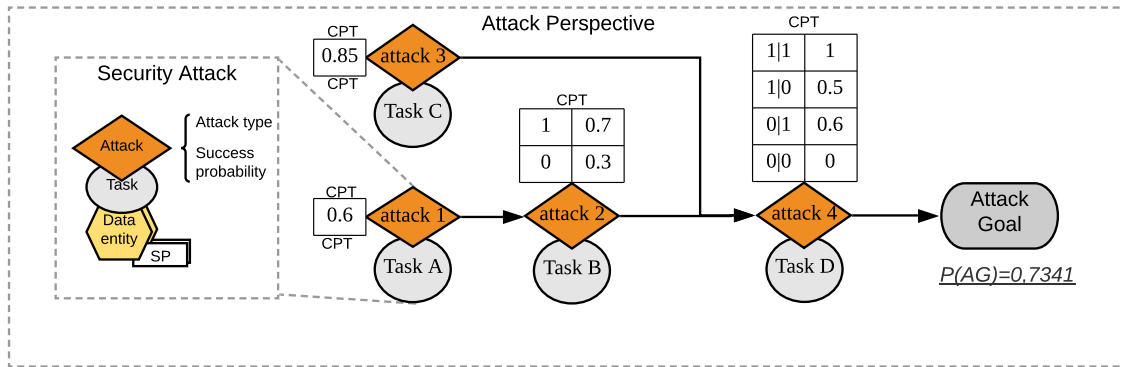 Attack Perspective
Security Attack
Attack
Task
Data
entity
SP
Attack type
Success
probability
CPT
0.85
CPT
attack 3
Task C
CPT
0.6
CPT
attack 1
Task A
CPT
1 0.7
0 0.3
attack 2
Task B
CPT
1|1 1
1|0 0.5
0|1 0.6
0|0 0
attack 4
Task D
Attack
Goal
P(AG)=0,7341